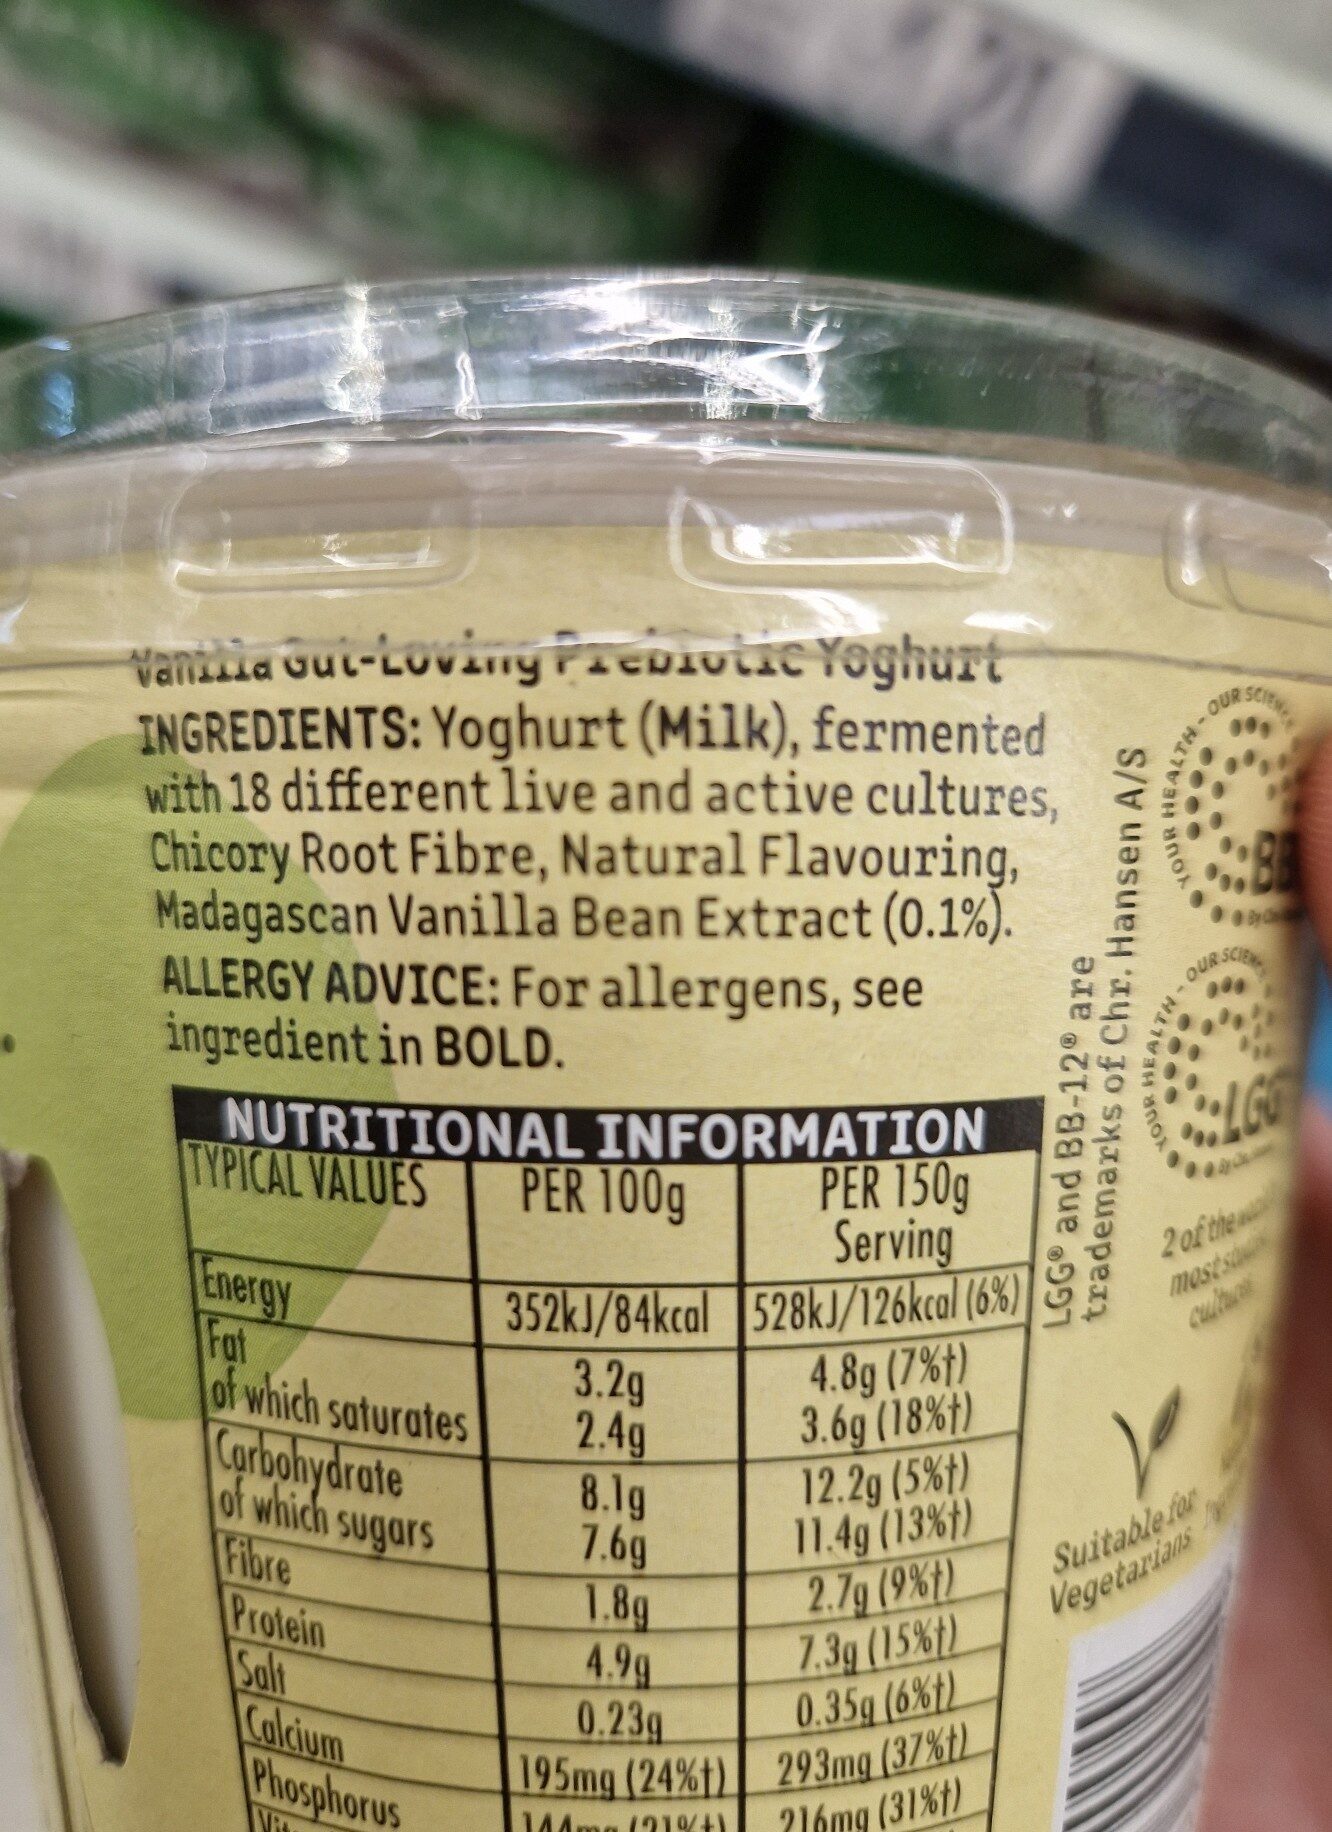 Vanilla Gut-Loving Prebiotic Yoghurt
INGREDIENTS: Yoghurt (Milk), fermented
with 18 different live and active cultures,
Chicory Root Fibre, Natural Flavouring,
Madagascan Vanilla Bean Extract (0.1%).
ALLERGY ADVICE: For allergens, see
ingredient in BOLD.
NUTRITIONAL INFORMATION
TYPICAL VALUES PER 100g PER 150g
Serving
Energy 352kJ/84kcal 528kJ/126kcal (6%)
Fat 3.2g 4.8g (7%†)
of which saturates 2.4g 3.6g (18%†)
Carbohydrate 8.1g 12.2g (5%†)
of which sugars 7.6g 11.4g (13%†)
Fibre 1.8g 2.7g (9%†)
Protein 4.9g 7.3g (15%†)
Salt 0.23g 0.35g (6%†)
Calcium 195mg (24%†) 293mg (37%†)
Phosphorus 144mg (21%†) 216mg (31%†)
LGG® and BB-12® are
trademarks of Chr. Hansen A/S
YOUR HEALTH - OUR SCIENCE
BB
YOUR HEALTH - OUR SCIENCE
LGG
2 of the
most
cultures
Suitable for
Vegetarians